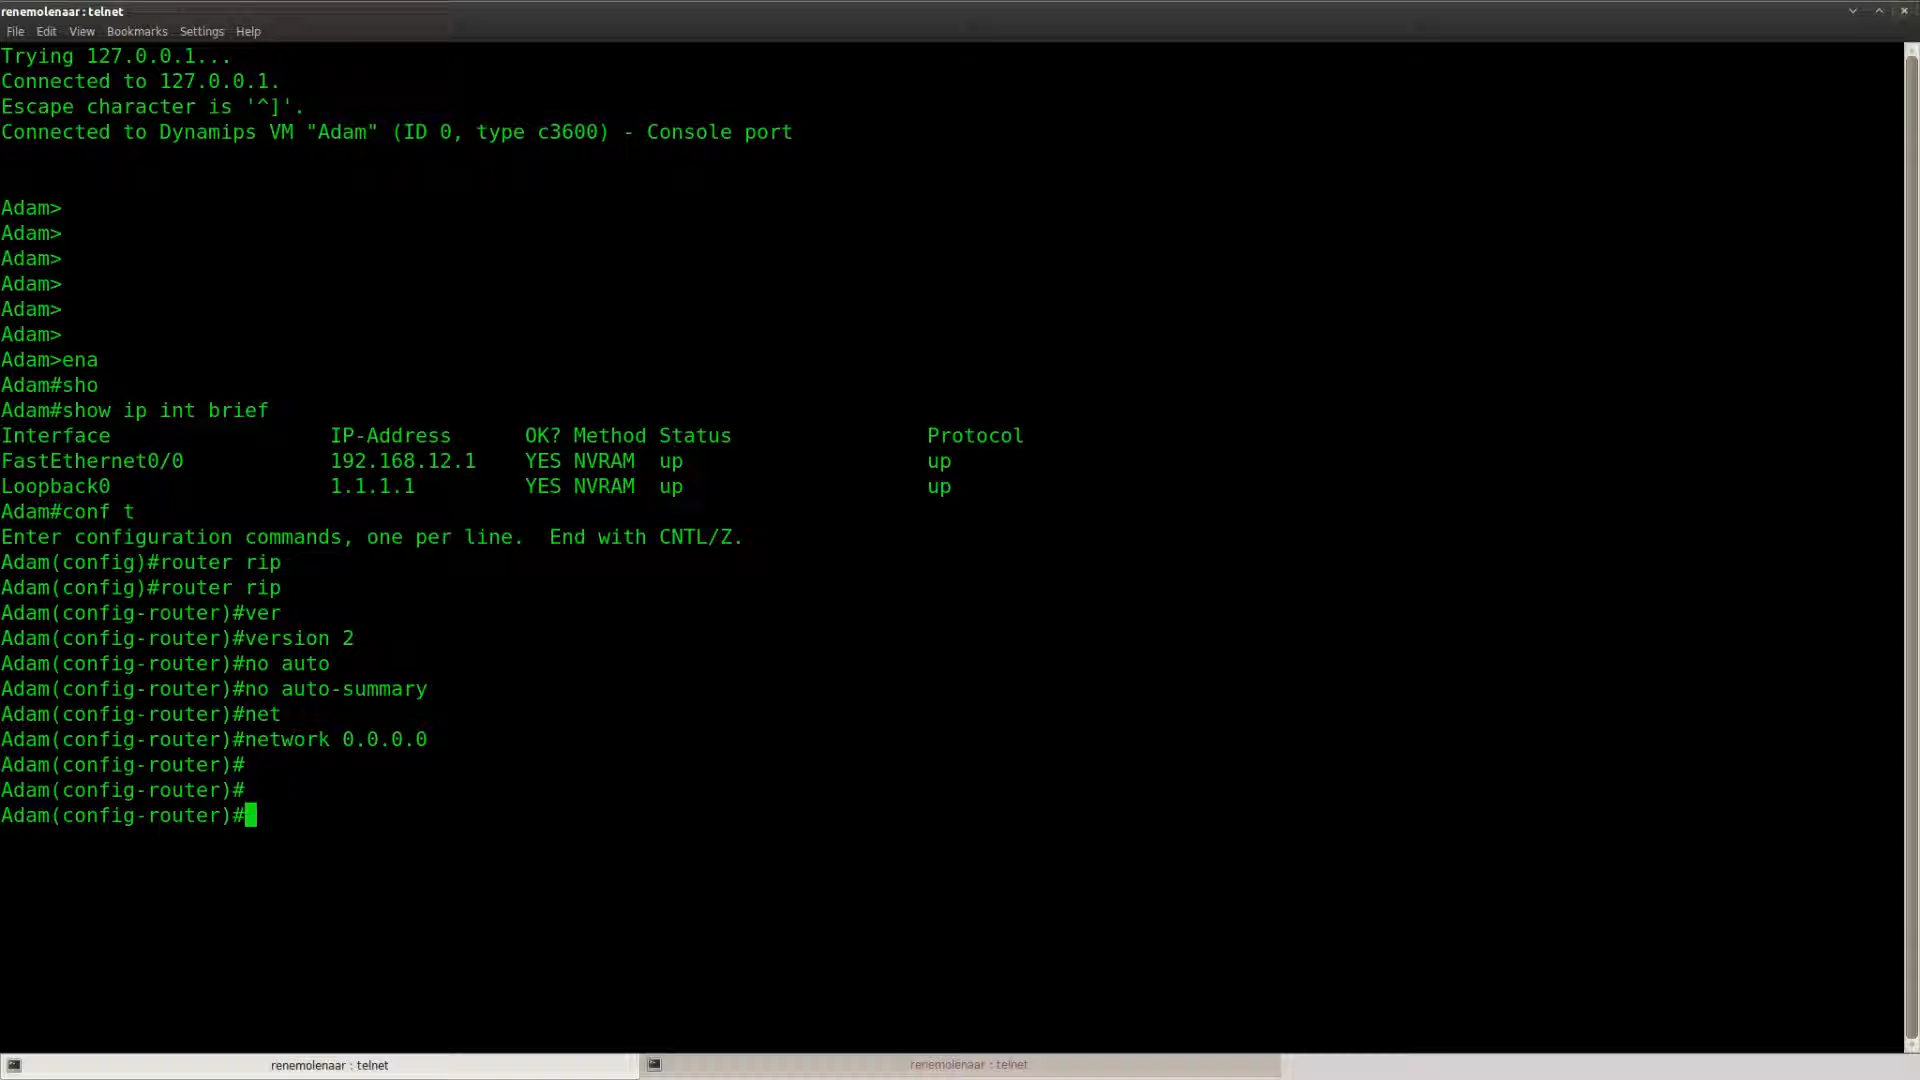 renemolenaar : telnet
File Edit View Bookmarks Settings Help
Trying 127.0.0.1...
Connected to 127.0.0.1.
Escape character is '^]'.
Connected to Dynamips VM "Adam" (ID 0, type c3600) - Console port
Adam>
Adam>
Adam>
Adam>
Adam>
Adam>
Adam>ena
Adam#sho
Adam#show ip int brief
Interface IP-Address OK? Method Status Protocol
FastEthernet0/0 192.168.12.1 YES NVRAM up up
Loopback0 1.1.1.1 YES NVRAM up up
Adam#conf t
Enter configuration commands, one per line.  End with CNTL/Z.
Adam(config)#router rip
Adam(config)#router rip
Adam(config-router)#ver
Adam(config-router)#version 2
Adam(config-router)#no auto
Adam(config-router)#no auto-summary
Adam(config-router)#net
Adam(config-router)#network 0.0.0.0
Adam(config-router)#
Adam(config-router)#
Adam(config-router)#
renemolenaar : telnet renemolenaar : telnet